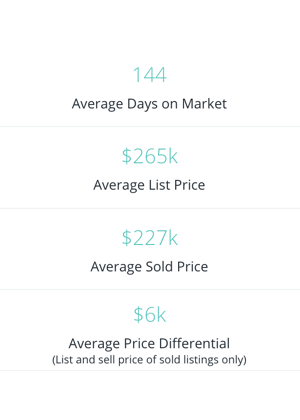 144
Average Days on Market
$265k
Average List Price
$227k
Average Sold Price
$6k
Average Price Differential
(List and sell price of sold listings only)